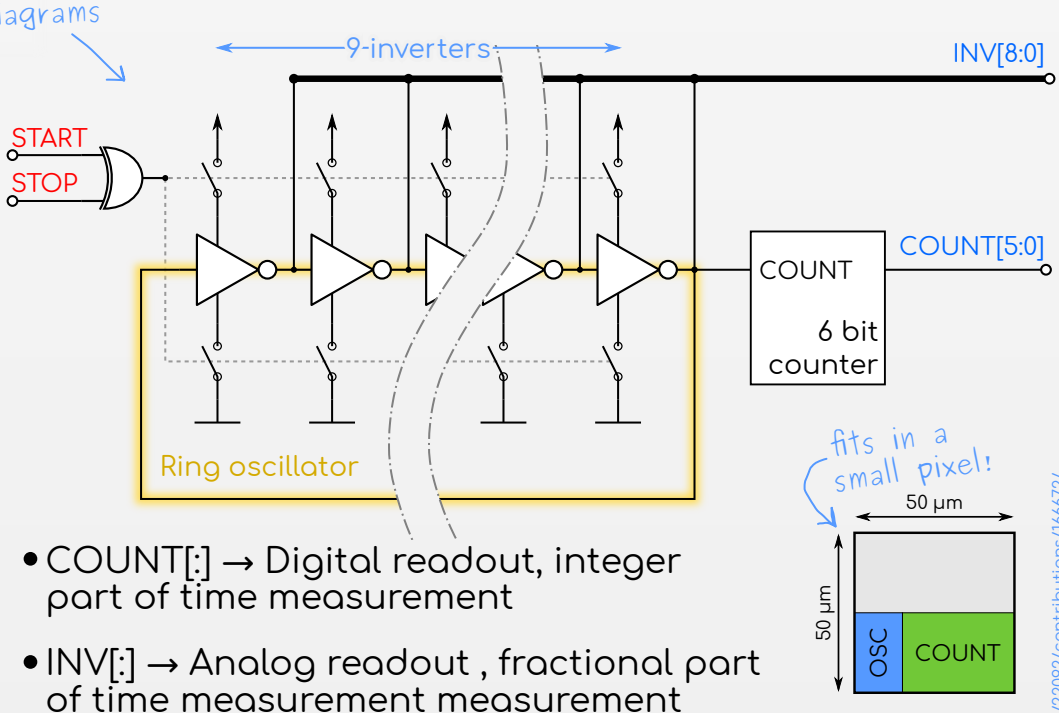 diagrams
9-inverters
INV[8:0]
START
STOP
COUNT[5:0]
COUNT
6 bit
counter
Ring oscillator
fits in a
small pixel!
50 µm
50 µm
OSC
COUNT
• COUNT[:] → Digital readout, integer
part of time measurement
• INV[:] → Analog readout , fractional part
of time measurement measurement